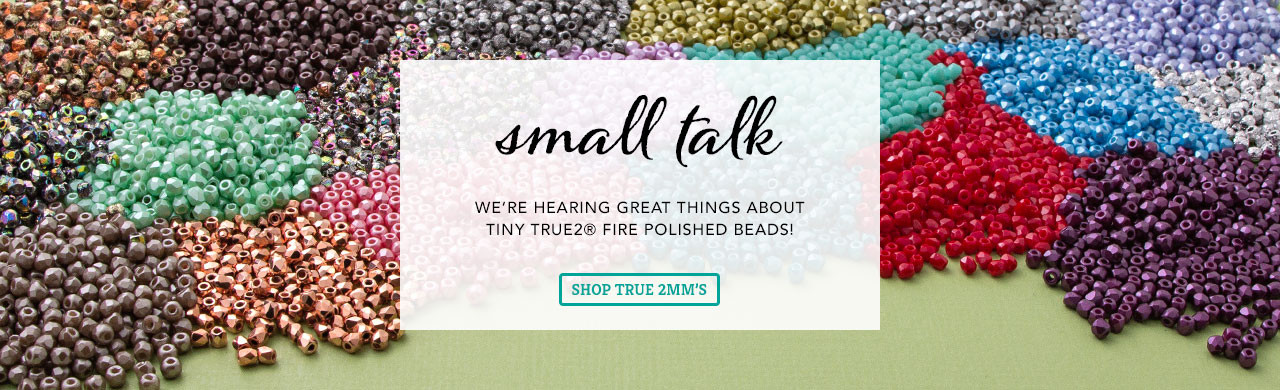 small talk
WE'RE HEARING GREAT THINGS ABOUT
TINY TRUE2® FIRE POLISHED BEADS!
SHOP TRUE 2MM'S